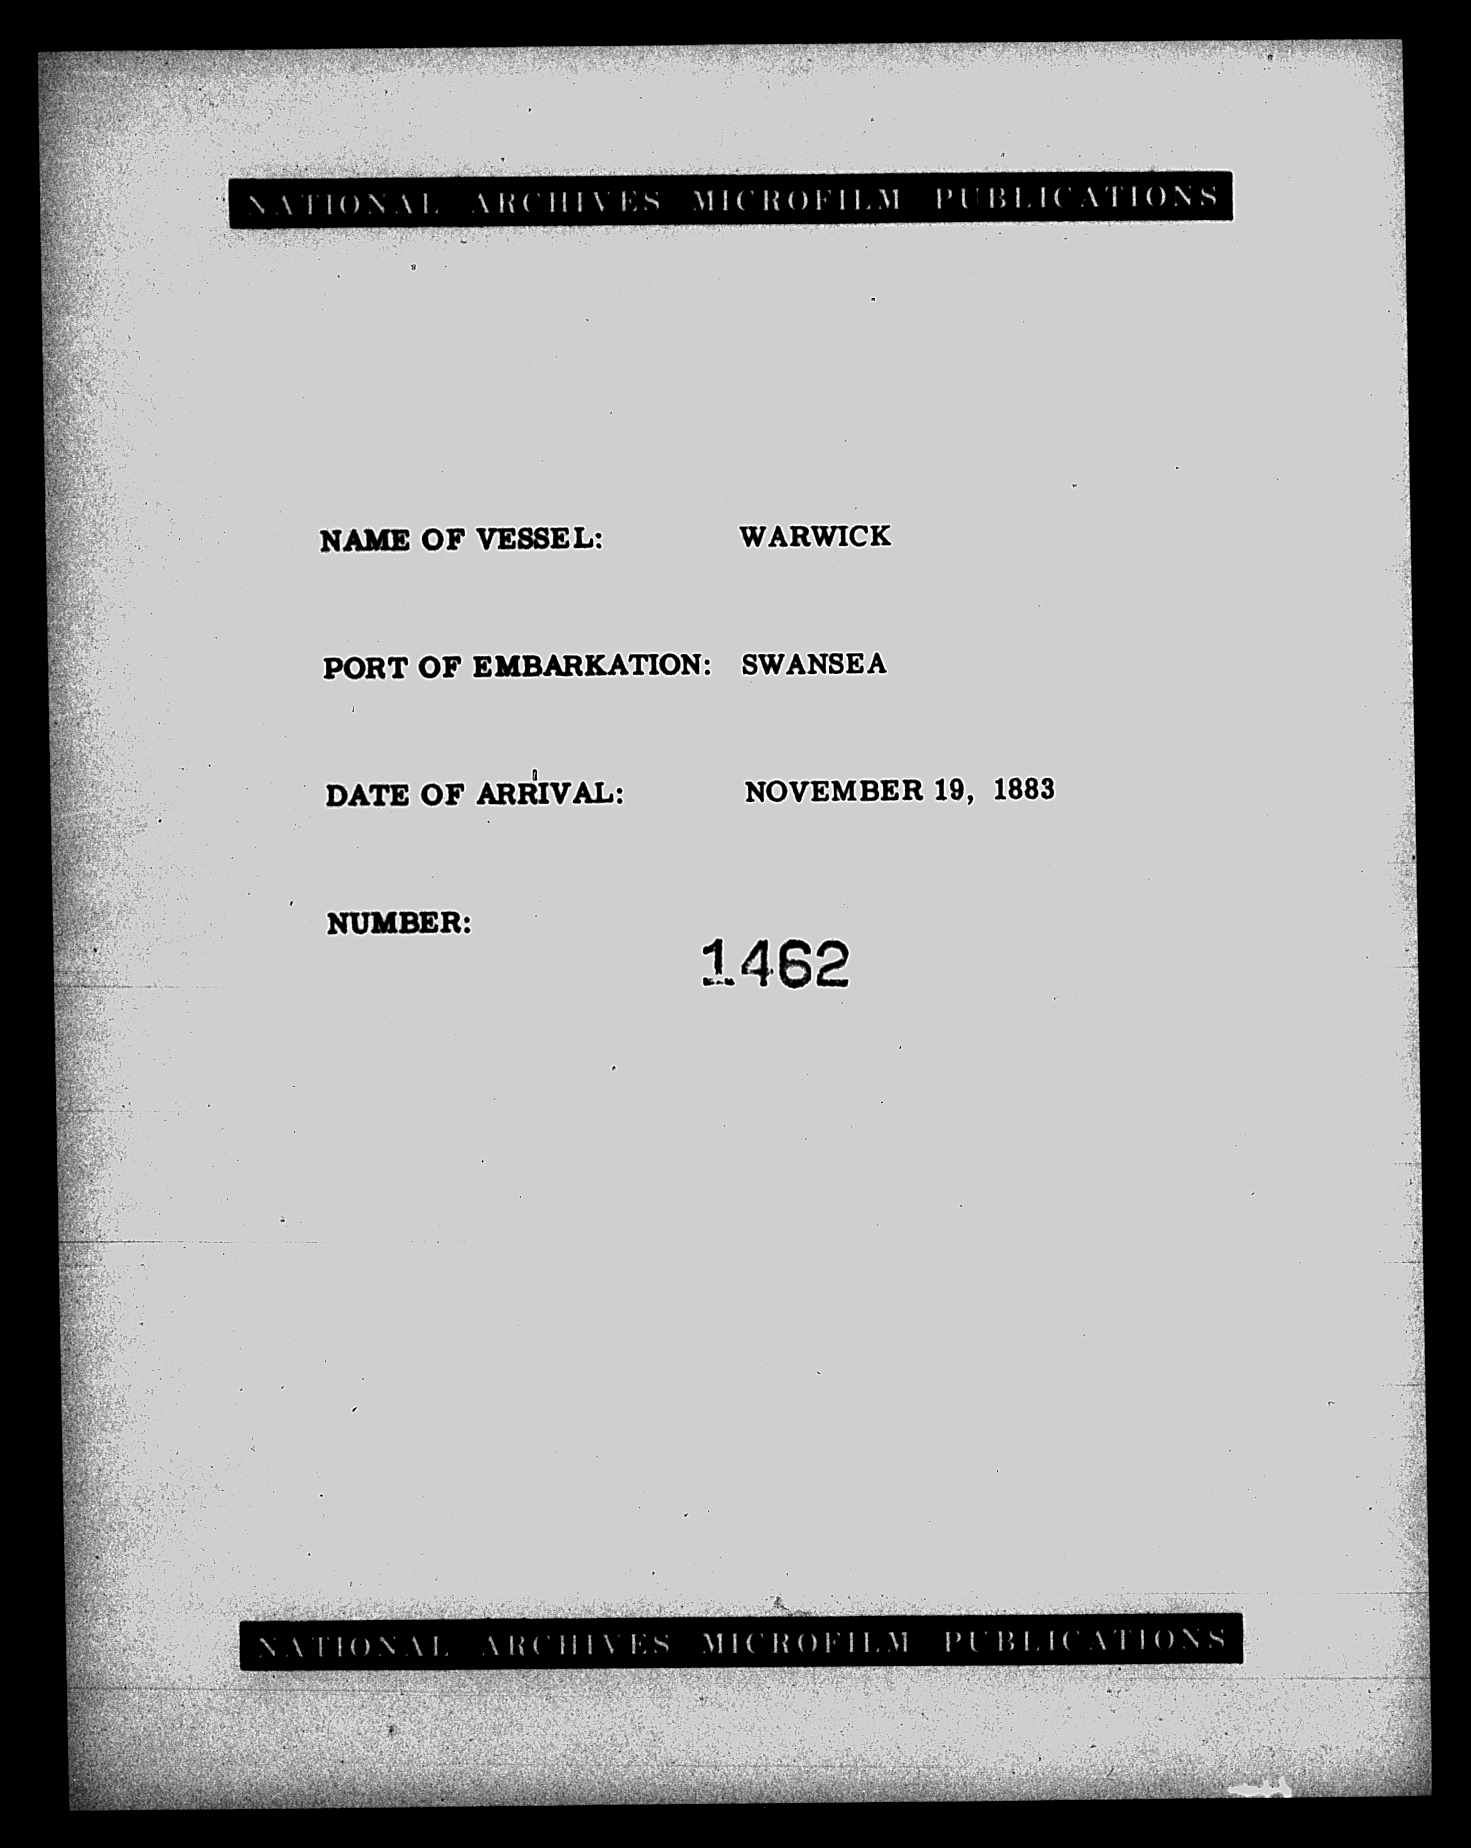 NATIONAL ARCHIVES MICROFILM PUBLICATIONS
NAME OF VESSEL: WARWICK
PORT OF EMBARKATION: SWANSEA
DATE OF ARRIVAL: NOVEMBER 19, 1883
NUMBER:
1462
NATIONAL ARCHIVES MICROFILM PUBLICATIONS